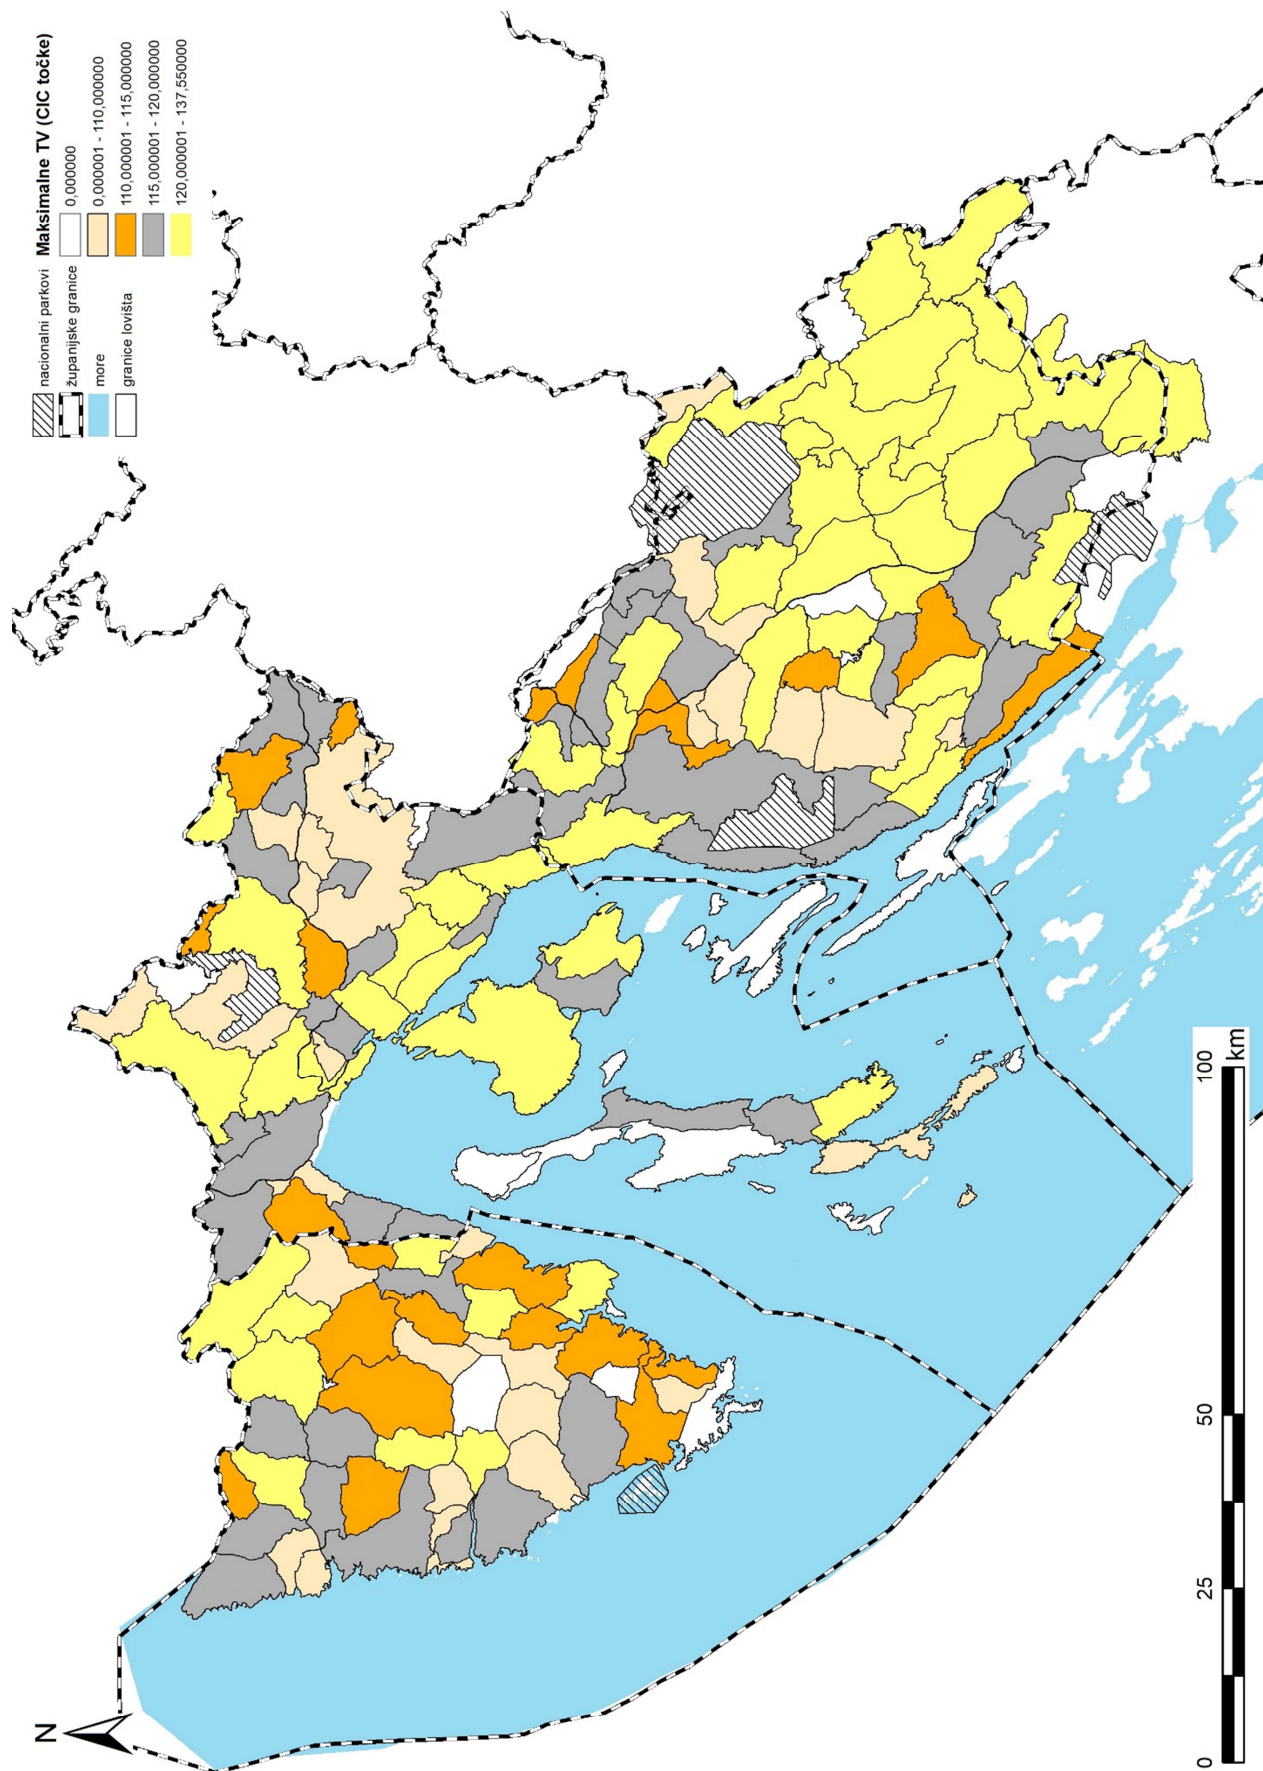 nacionalni parkovi
županijske granice
more
granice lovišta
Maksimalne TV (CIC točke)
0,000000
0,000001 - 110,000000
110,000001 - 115,000000
115,000001 - 120,000000
120,000001 - 137,550000
N
0 25 50 100
km